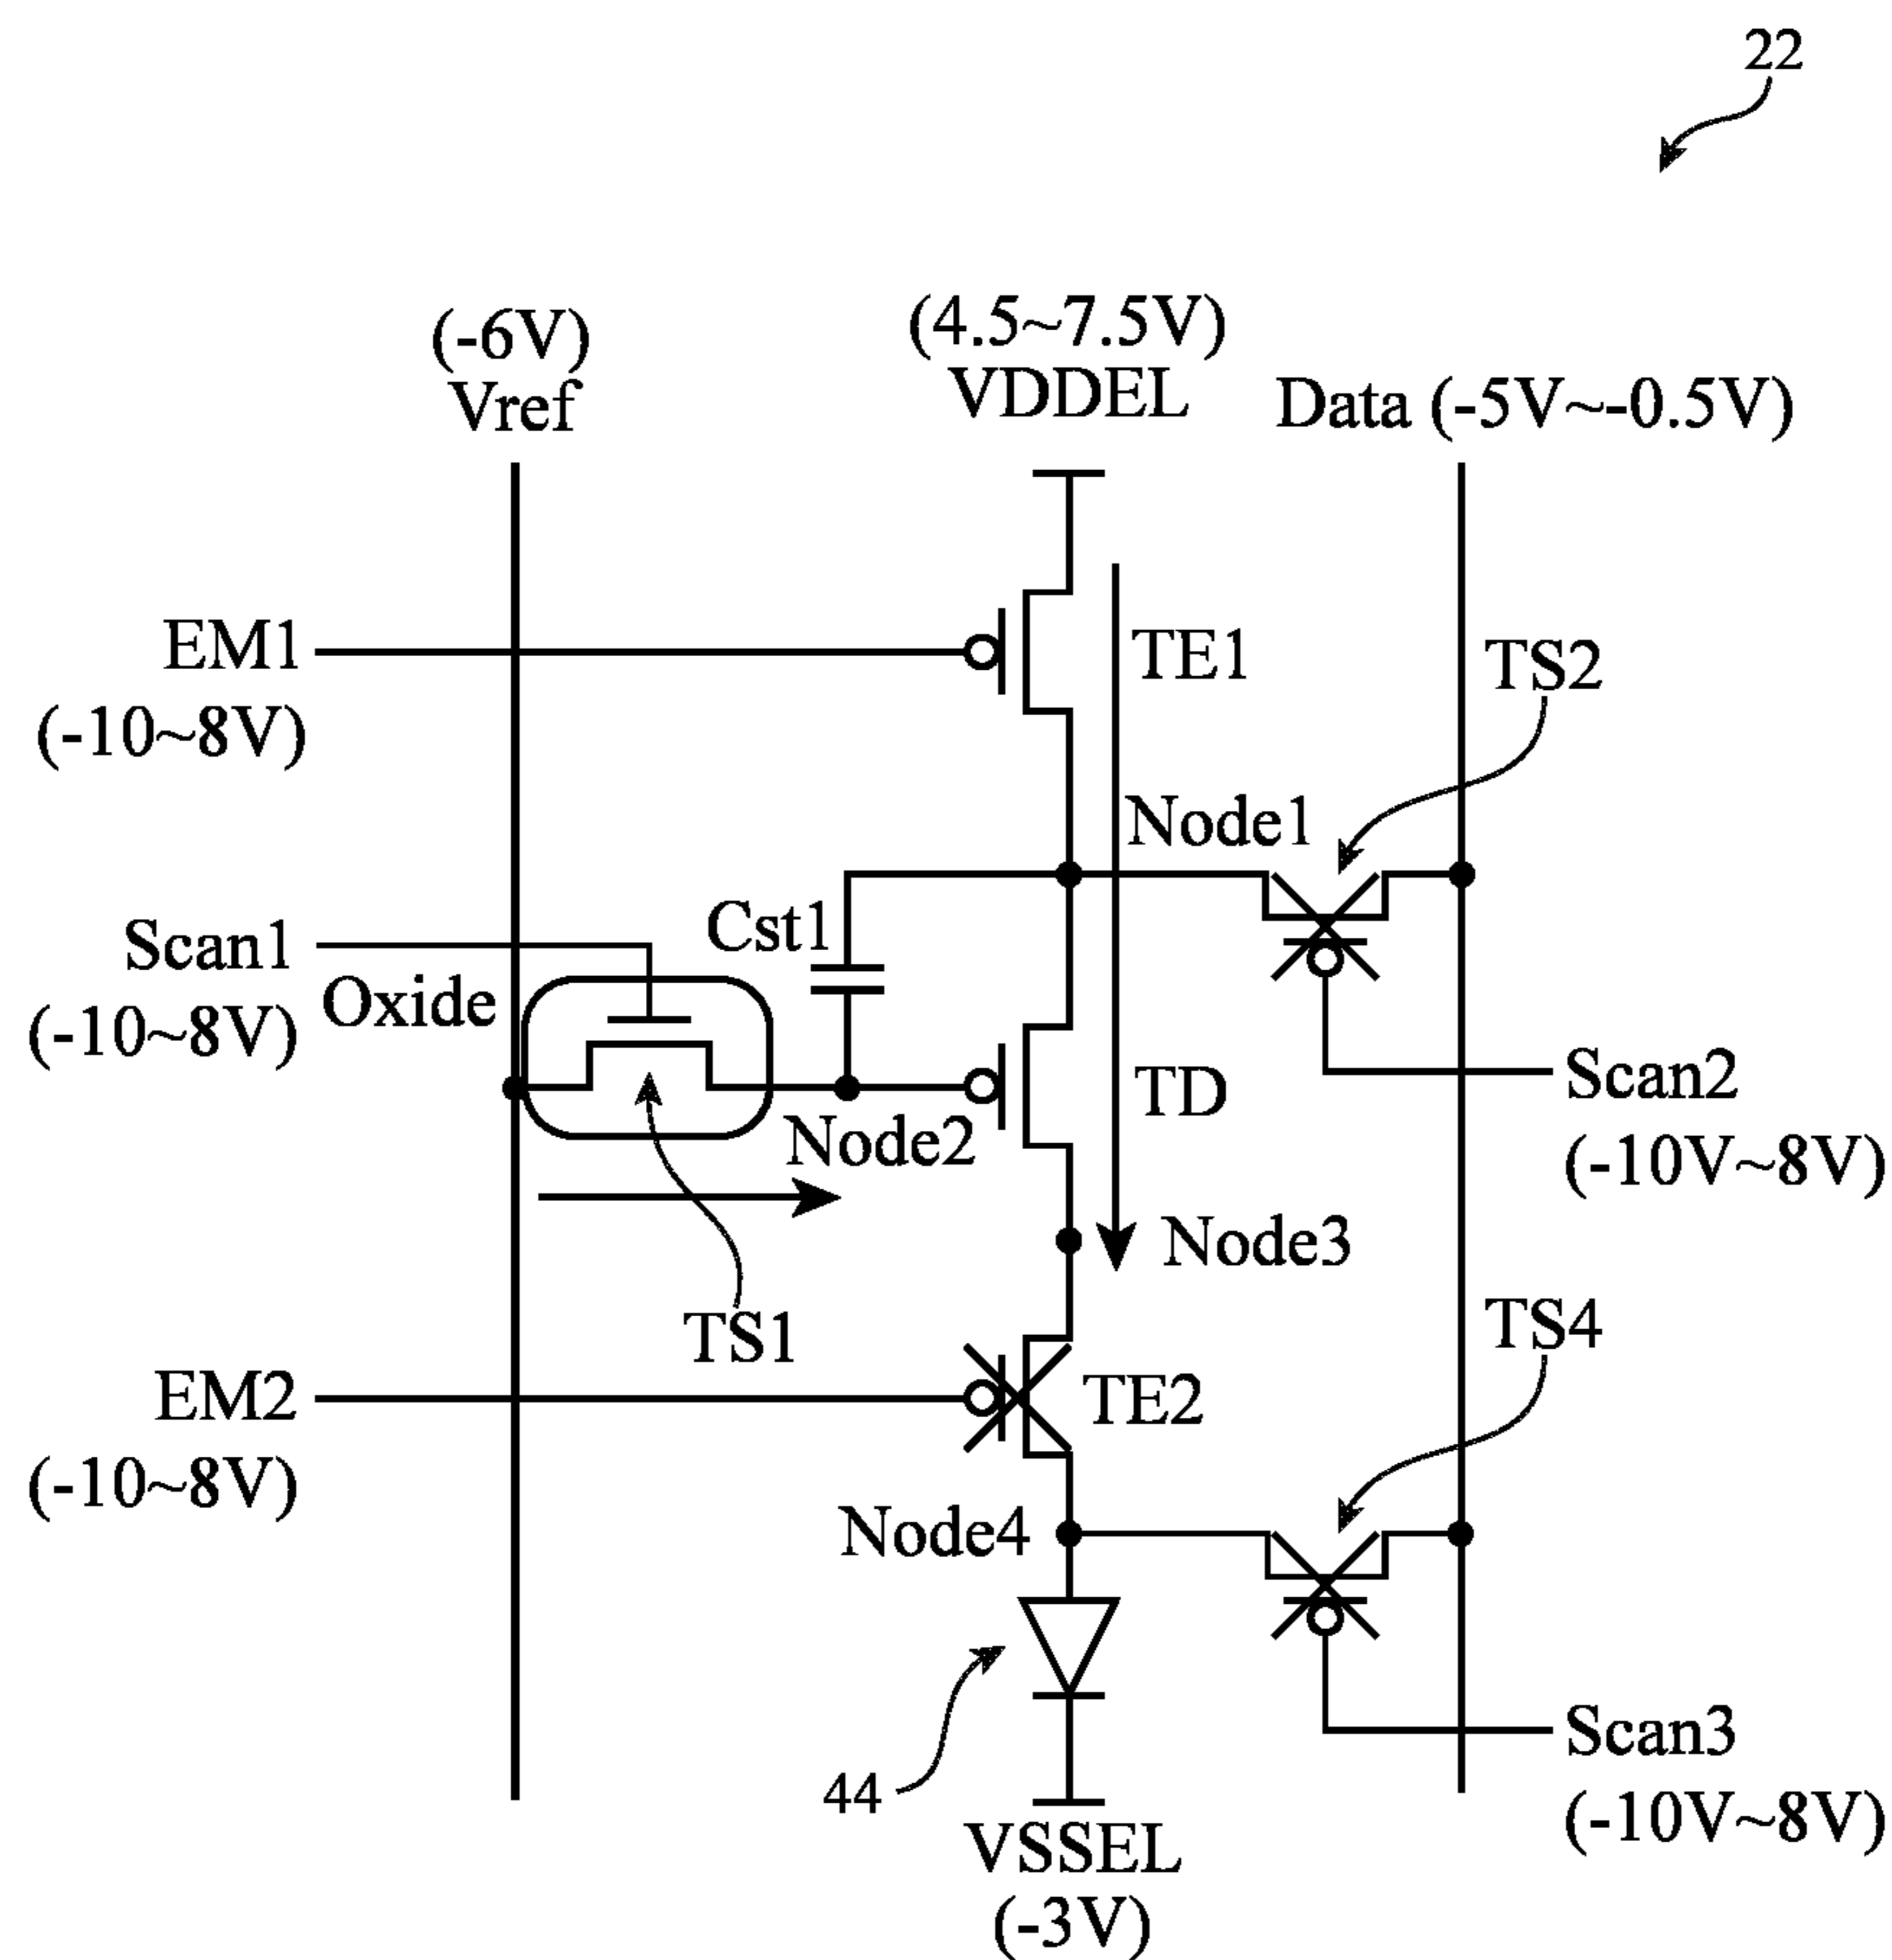 22
(-6V)
Vref
(4.5~7.5V)
VDDEL
Data (-5V~-0.5V)
EM1
(-10~8V)
TE1
TS2
Node1
Scan1
(-10~8V)
Oxide
Cst1
TD
Scan2
(-10V~8V)
Node2
Node3
TS1
TS4
EM2
(-10~8V)
TE2
Node4
44
Scan3
(-10V~8V)
VSSEL
(-3V)